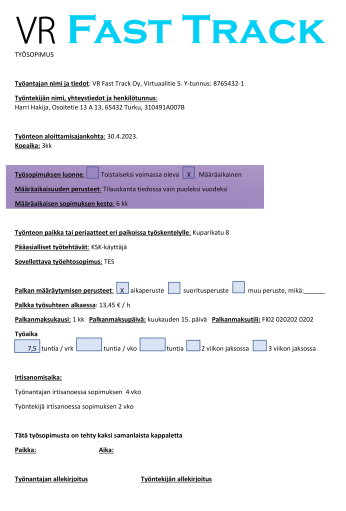 VR FAST TRACK
TYÖSOPIMUS
Työantajan nimi ja tiedot: VR Fast Track Oy, Virtuaalitie 5. Y-tunnus: 8765432-1
Työntekijän nimi, yhteystiedot ja henkilötunnus:
Harri Hakija, Osoitetie 13 A 13, 65432 Turku, 310491A007B
Työnteon aloittamisajankohta: 30.4.2023.
Koeaika: 3kk
Työsopimuksen luonne: Toistaiseksi voimassa oleva X Määräaikainen
Määräaikaisuuden perusteet: Tilauskanta tiedossa vain puoleksi vuodeksi
Määräaikaisen sopimuksen kesto: 6 kk
Työnteon paikka tai periaatteet eri paikoissa työskentelylle: Kuparikatu 8
Pääasialliset työtehtävät: KSK-käyttäjä
Sovellettava työehtosopimus: TES
Palkan määräytymisen perusteet: X aikaperuste suoritusperuste muu peruste, mikä:______
Palkka työsuhteen alkaessa: 13,45 € / h
Palkanmaksukausi: 1 kk Palkanmaksupäivä: kuukauden 15. päivä Palkanmaksutili: FI02 020202 0202
Työaika
7,5 tuntia / vrk tuntia / vko tuntia 2 viikon jaksossa 3 viikon jaksossa
Irtisanomisaika:
Työnantajan irtisanoessa sopimuksen 4 vko
Työntekijä irtisanoessa sopimuksen 2 vko
Tätä työsopimusta on tehty kaksi samanlaista kappaletta
Paikka: Aika:
Työnantajan allekirjoitus Työntekijän allekirjoitus